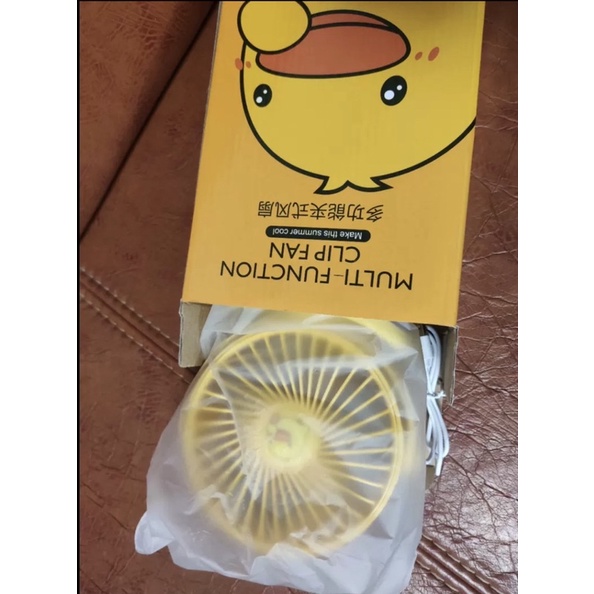 MULTI-FUNCTION
CLIP FAN
Make this summer cool
多功能夹式风扇